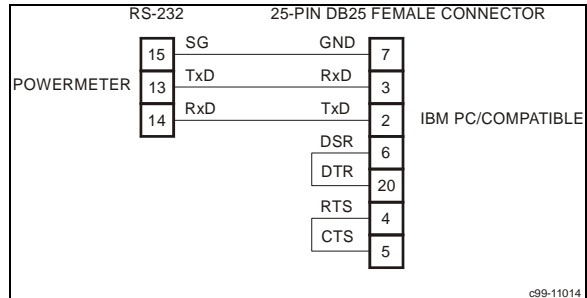 RS-232 25-PIN DB25 FEMALE CONNECTOR
15 SG GND 7
POWERMETER 13 TxD RxD 3
14 RxD TxD 2 IBM PC/COMPATIBLE
DSR 6
DTR 20
RTS 4
CTS 5
c99-11014